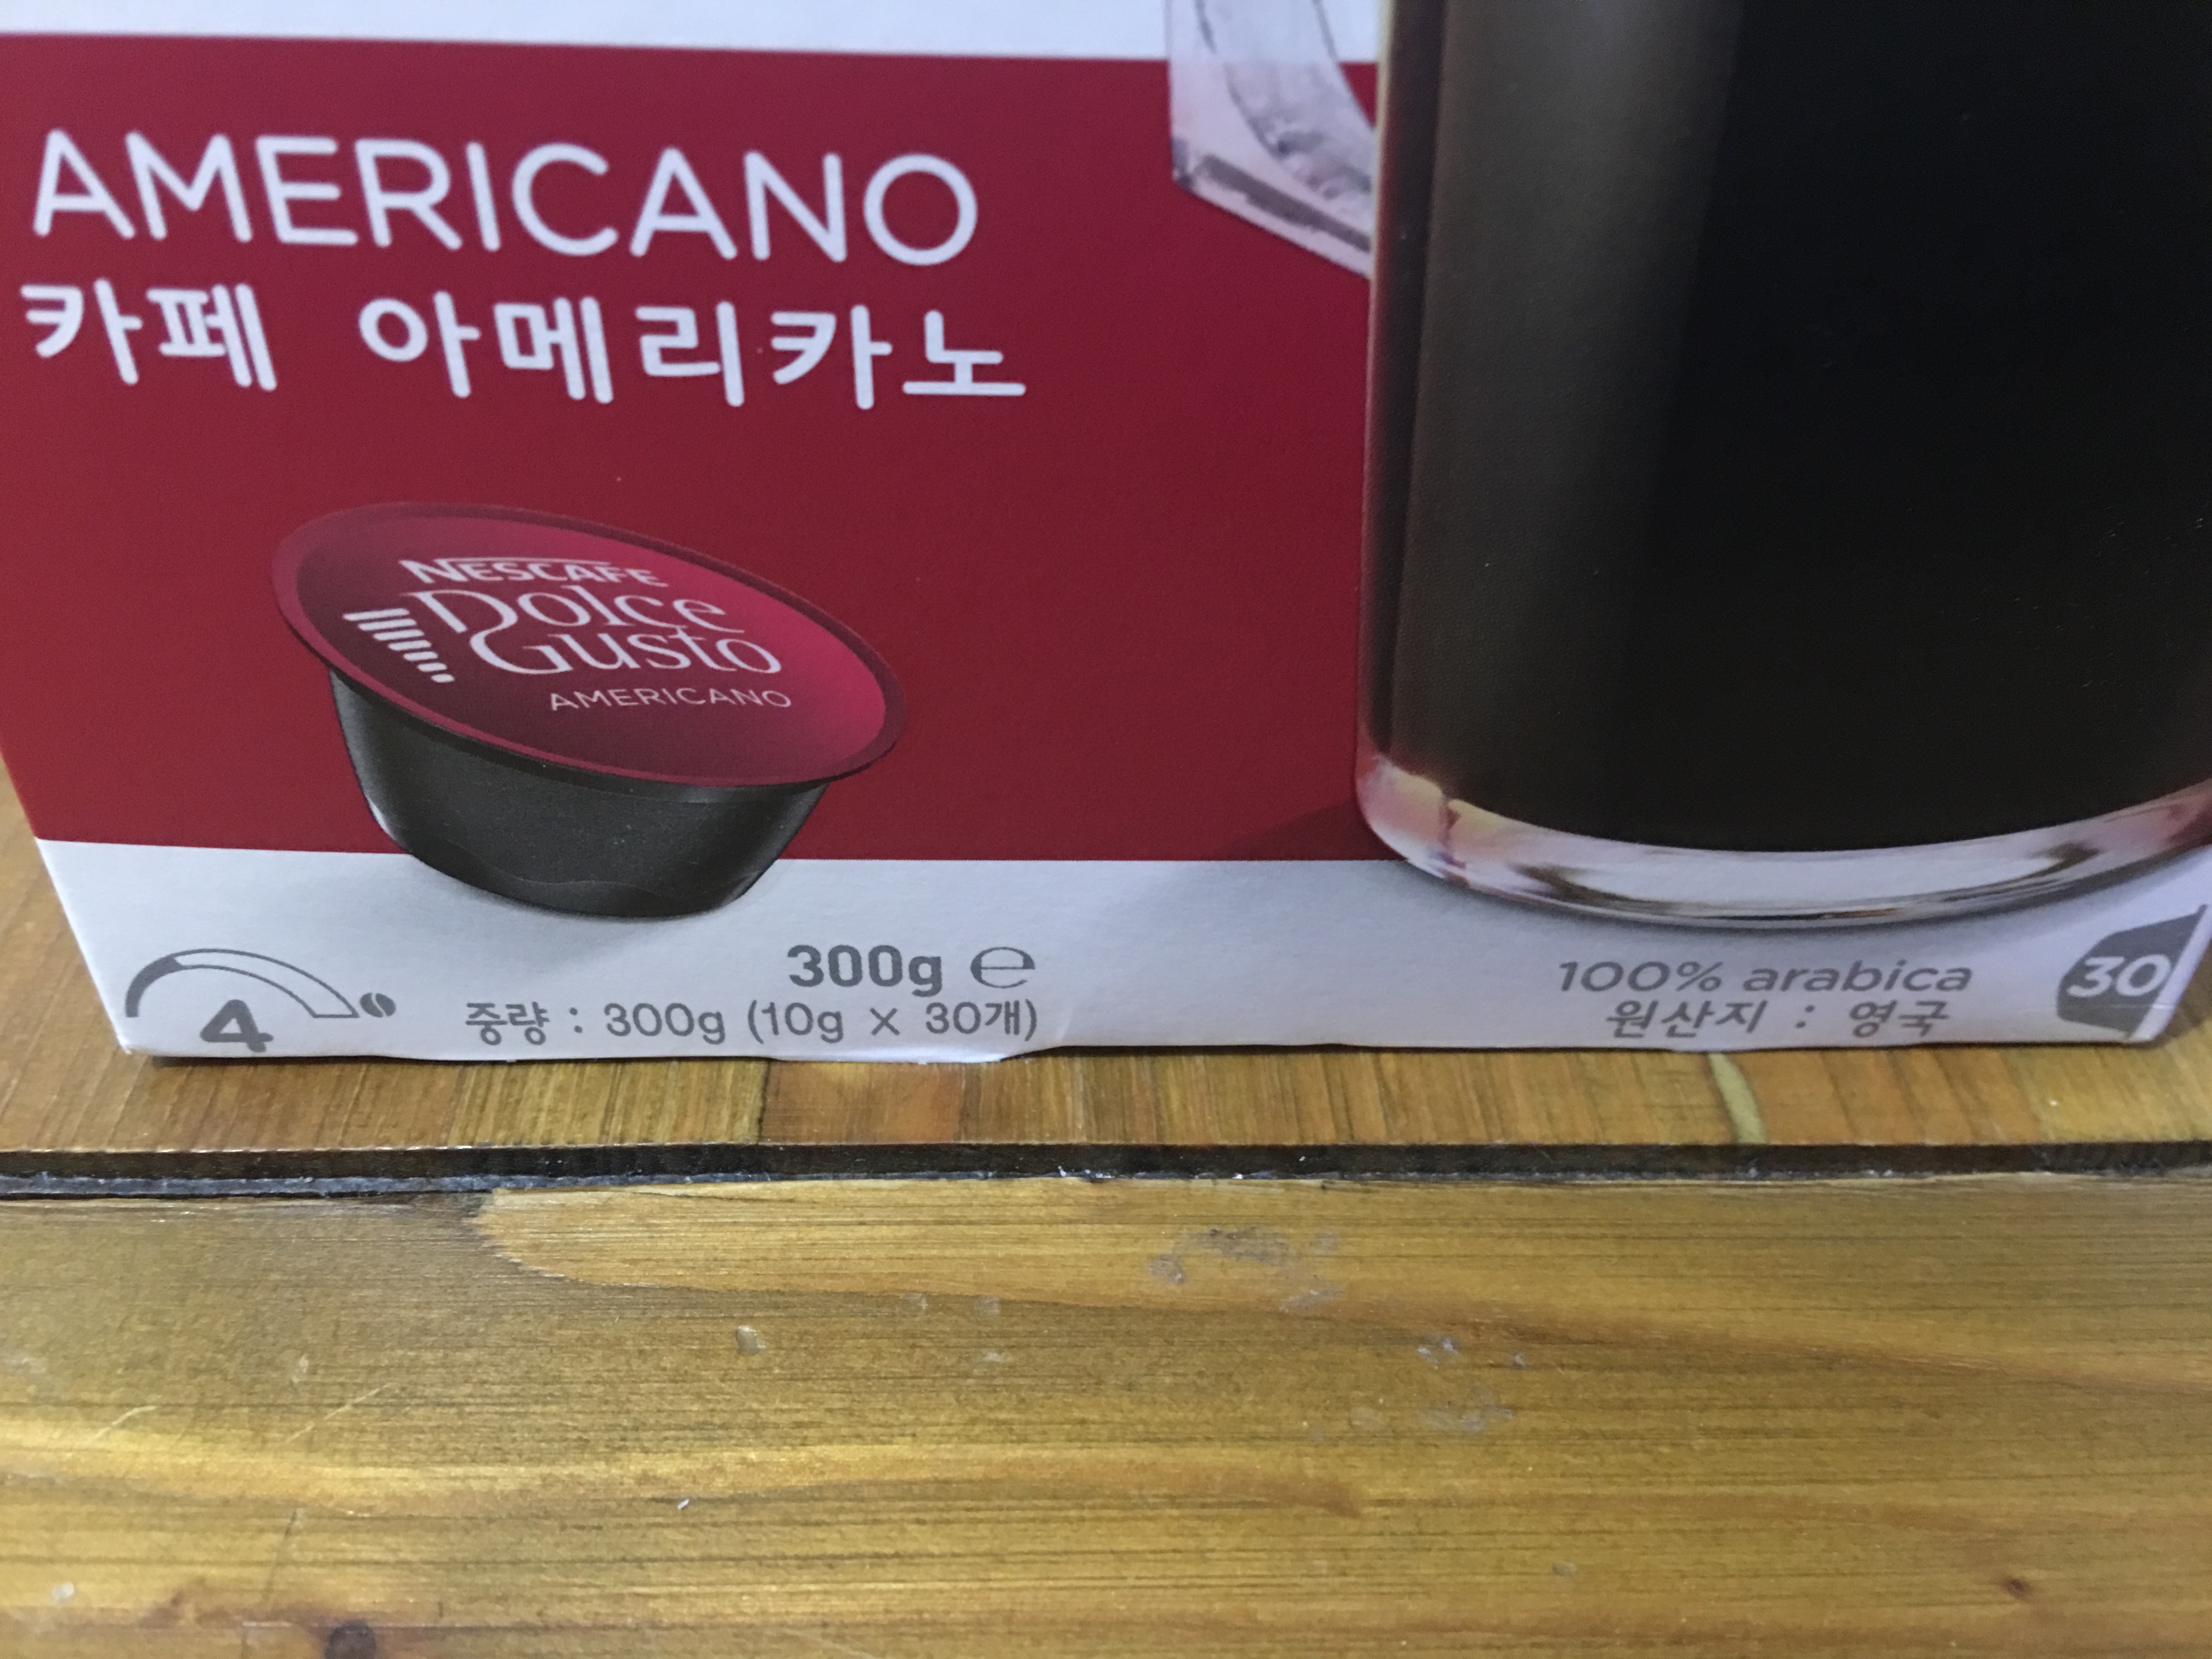 AMERICANO
카페 아메리카노
NESCAFÉ
Dolce
Gusto
AMERICANO
4
300g ℮
중량 : 300g (10g x 30개)
100% arabica
원산지 : 영국
30